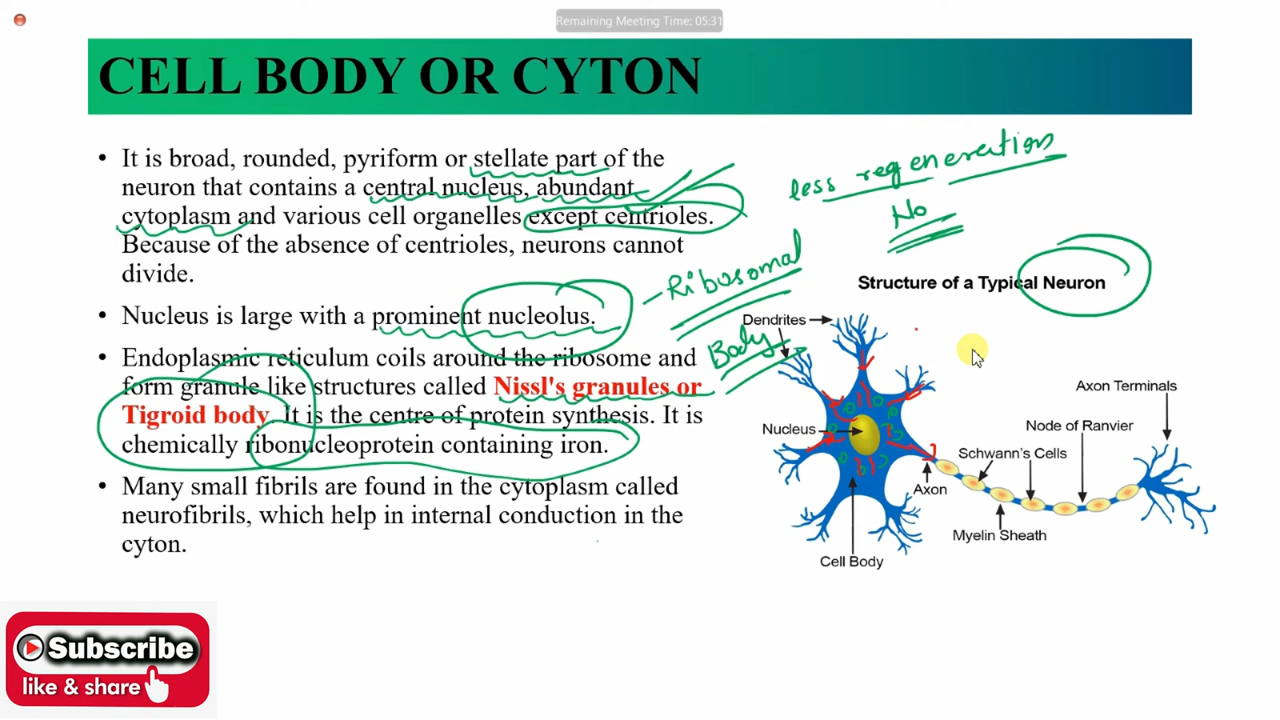 Remaining Meeting Time: 05:31
CELL BODY OR CYTON
• It is broad, rounded, pyriform or stellate part of the
neuron that contains a central nucleus, abundant
cytoplasm and various cell organelles except centrioles.
Because of the absence of centrioles, neurons cannot
divide.
• Nucleus is large with a prominent nucleolus.
• Endoplasmic reticulum coils around the ribosome and
form granule like structures called Nissl's granules or
Tigroid body. It is the centre of protein synthesis. It is
chemically ribonucleoprotein containing iron.
• Many small fibrils are found in the cytoplasm called
neurofibrils, which help in internal conduction in the
cyton.
less regeneration
No
- Ribosomal
Body
Structure of a Typical Neuron
Dendrites
Axon Terminals
Node of Ranvier
Nucleus
Schwann's Cells
Axon
Myelin Sheath
Cell Body
Subscribe
like & share